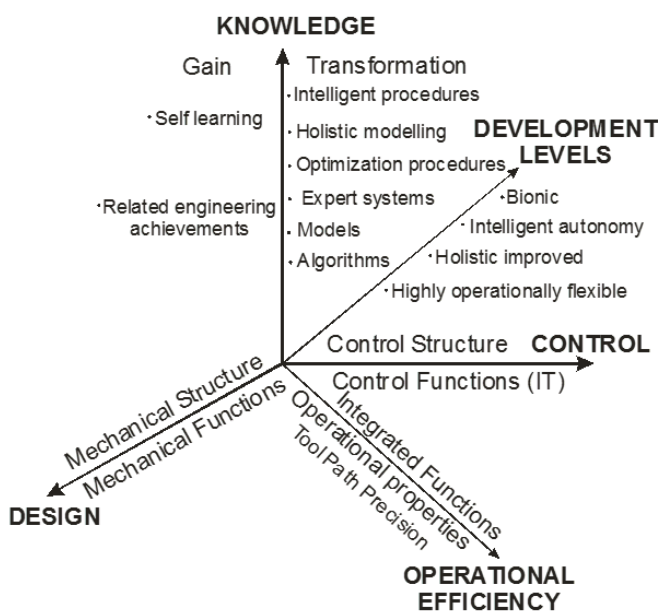 KNOWLEDGE
Gain
Transformation
·Intelligent procedures
·Self learning
·Holistic modelling
DEVELOPMENT
LEVELS
·Optimization procedures
·Expert systems
·Bionic
·Related engineering
achievements
·Models
·Intelligent autonomy
·Algorithms
·Holistic improved
·Highly operationally flexible
Control Structure
CONTROL
Control Functions (IT)
Mechanical Structure
Mechanical Functions
Integrated Functions
Operational properties
Tool Path Precision
DESIGN
OPERATIONAL
EFFICIENCY